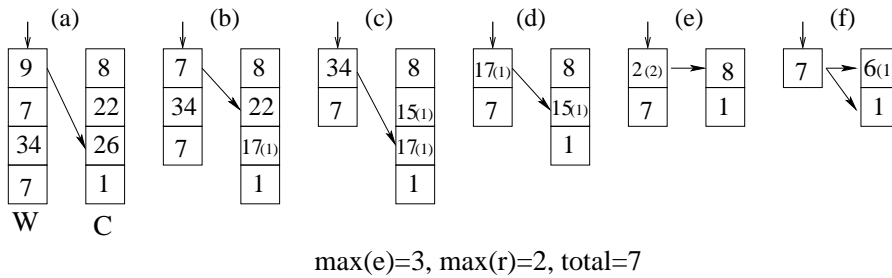 (a) (b) (c) (d) (e) (f)
9 8 7 8 34 8 17(1) 8 2(2) 8 7 6(1
7 22 34 22 7 15(1) 7 15(1) 7 1 1
34 26 7 17(1) 17(1) 1
7 1 1 1
W C
max(e)=3, max(r)=2, total=7